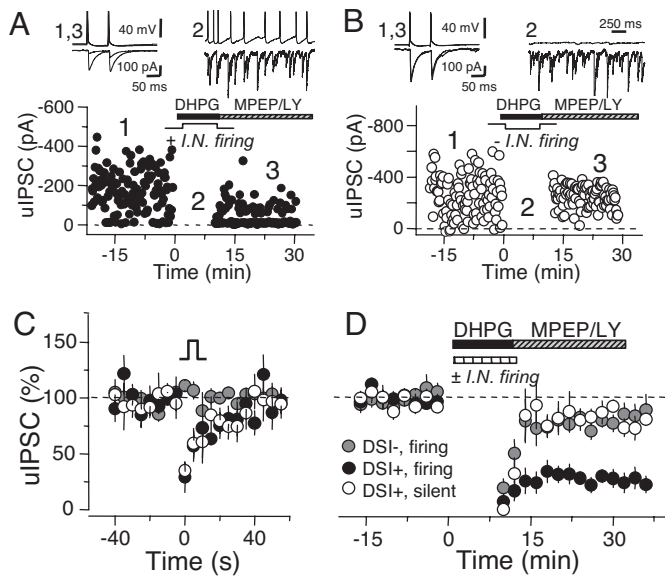 A
1,3
40 mV
100 pA
50 ms
2
DHPG
MPEP/LY
± I.N. firing
uIPSC (pA)
-600
-400
-200
0
1
2
3
-15
0
15
30
Time (min)
B
1,3
40 mV
100 pA
50 ms
2
250 ms
DHPG
MPEP/LY
- I.N. firing
uIPSC (pA)
-800
-400
0
1
2
3
-15
0
15
30
Time (min)
C
uIPSC (%)
150
100
50
0
-40
0
40
Time (s)
D
DHPG
MPEP/LY
± I.N. firing
DSI-, firing
DSI+, firing
DSI+, silent
-15
0
15
30
Time (min)